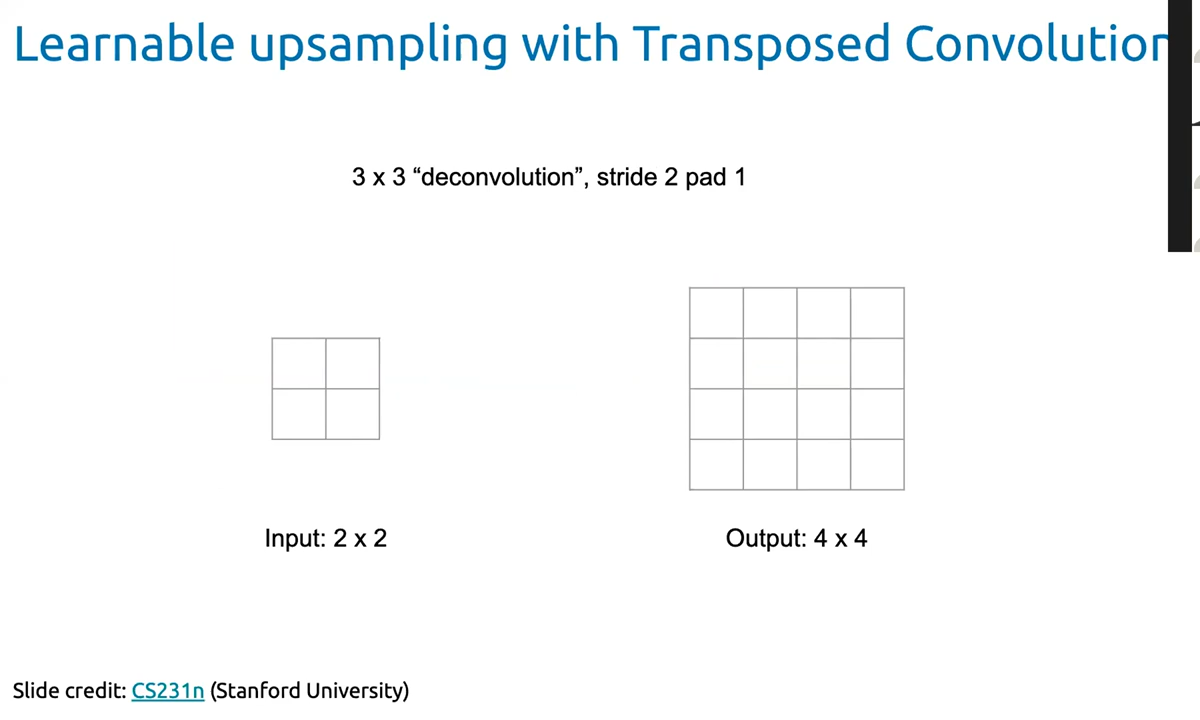 Learnable upsampling with Transposed Convolution
3 x 3 “deconvolution”, stride 2 pad 1
Input: 2 x 2
Output: 4 x 4
Slide credit: CS231n (Stanford University)